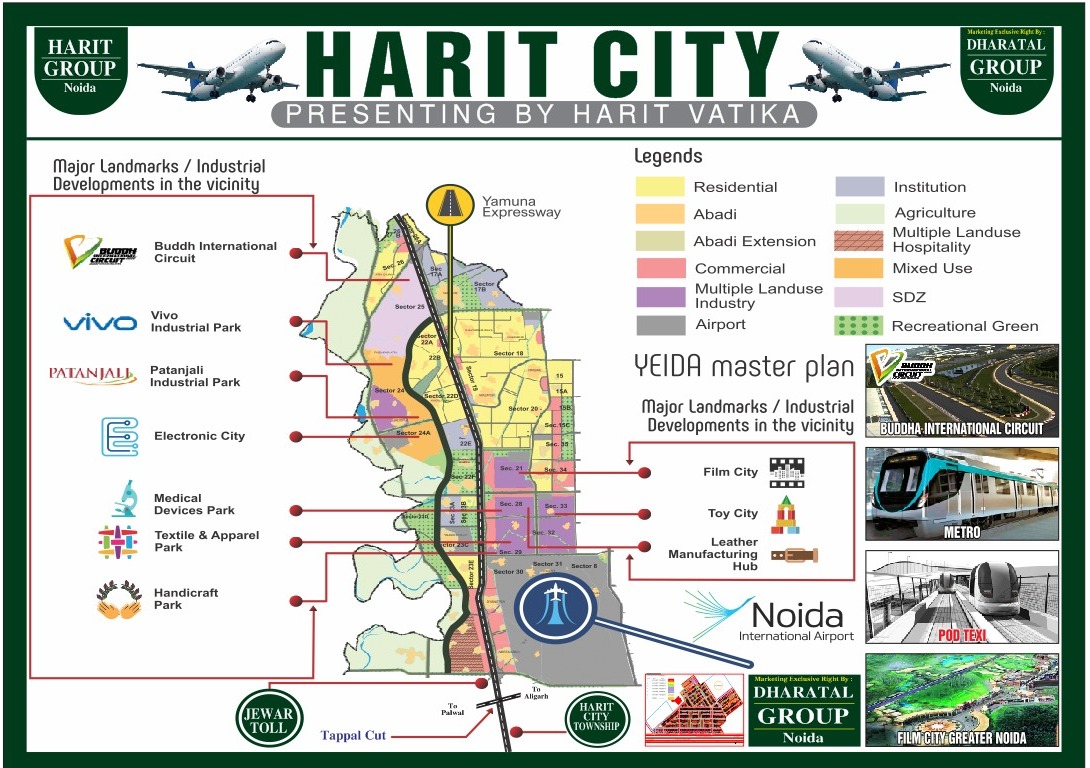 HARIT
GROUP
Noida
HARIT CITY
PRESENTING BY HARIT VATIKA
Marketing Exclusive Right By :
DHARATAL
GROUP
Noida
Major Landmarks / Industrial
Developments in the vicinity
BUDDH
INTERNATIONAL
CIRCUIT
Buddh International
Circuit
vivo
Vivo
Industrial Park
PATANJALI
Patanjali
Industrial Park
Electronic City
Medical
Devices Park
Textile & Apparel
Park
Handicraft
Park
Yamuna
Expressway
Sec. 26
Sec
17A
Sector
17B
Sector 25
Sector
22A
22B
Sector 18
Sector 19
Sector 24
Sector 22D
Sector 20
15
15A
15B
Sec. 15C
Sec. 35
Sector 24A
22E
Sec. 21
Sec. 34
Sec 22F
Sec. 28
Sec. 33
Sec. 32
Sector 23C
Sec. 29
Sector 30
Sector 31
Sector 8
Sector 23E
Legends
Residential
Abadi
Abadi Extension
Commercial
Multiple Landuse
Industry
Airport
Institution
Agriculture
Multiple Landuse
Hospitality
Mixed Use
SDZ
Recreational Green
YEIDA master plan
Major Landmarks / Industrial
Developments in the vicinity
Film City
Toy City
Leather
Manufacturing
Hub
Noida
International Airport
BUDDH
INTERNATIONAL
CIRCUIT
BUDDHA INTERNATIONAL CIRCUIT
METRO
POD TEXI
FILM CITY GREATER NOIDA
JEWAR
TOLL
To
Palwal
To
Aligarh
Tappal Cut
HARIT
CITY
TOWNSHIP
Marketing Exclusive Right By :
DHARATAL
GROUP
Noida